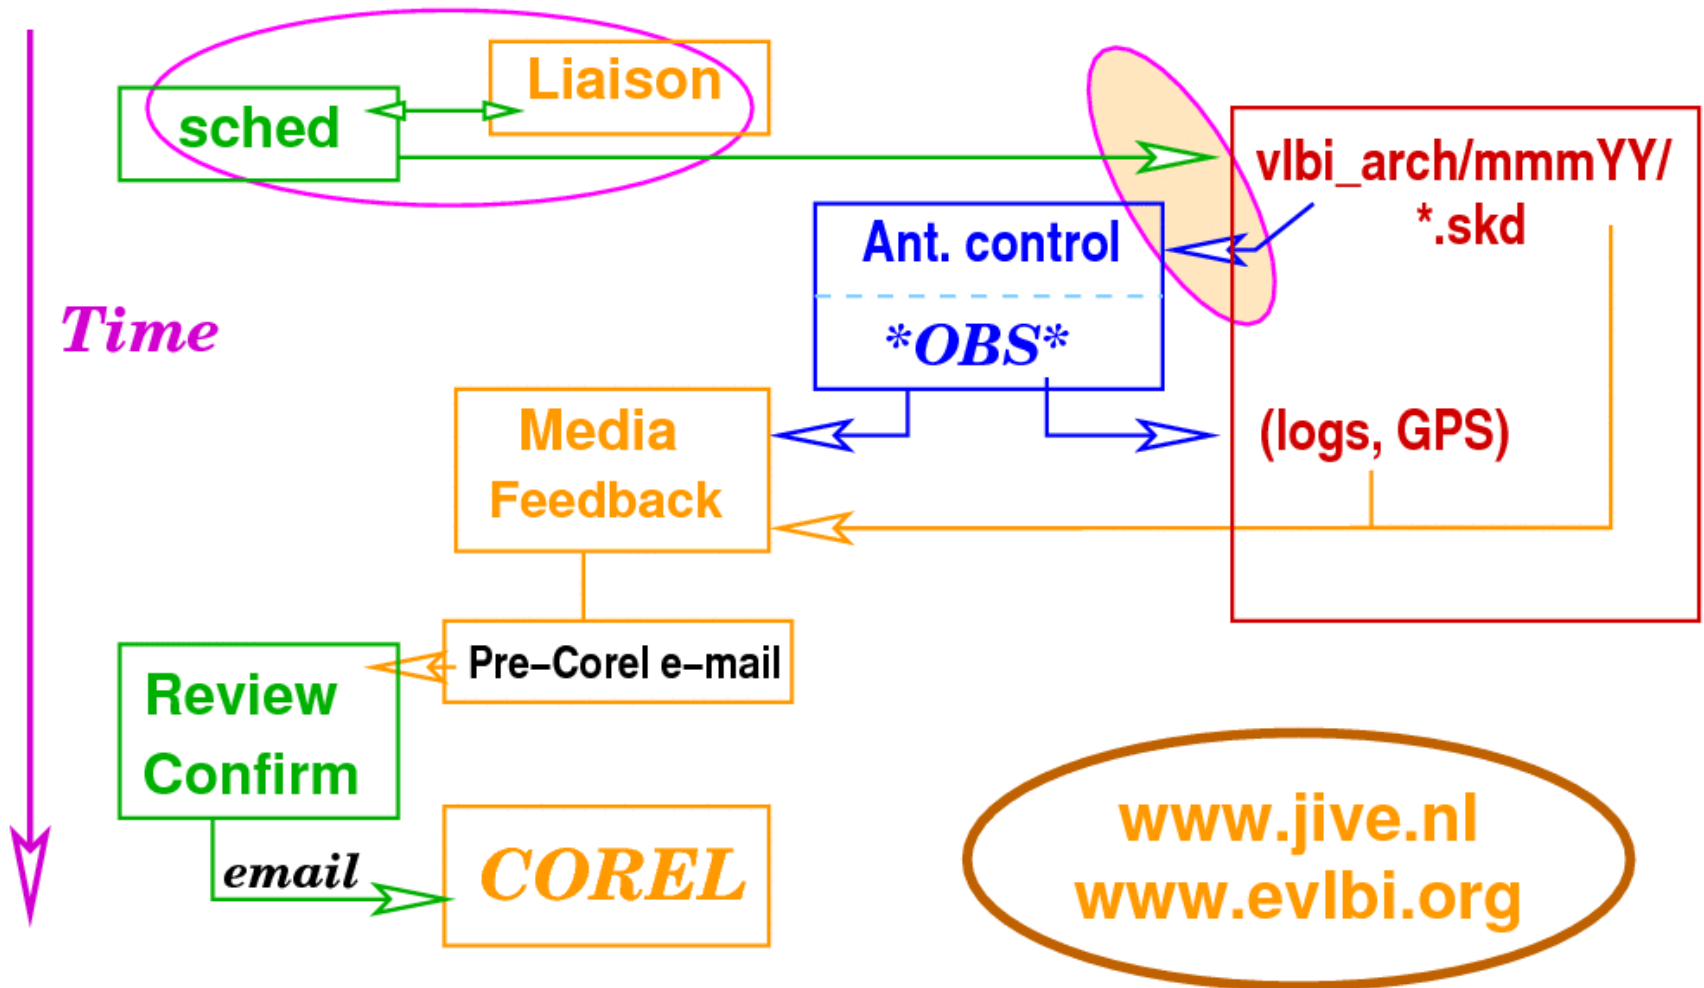 Liaison
sched
vlbi_arch/mmmYY/
*.skd
Ant. control
Time
*OBS*
Media
Feedback
(logs, GPS)
Pre–Corel e–mail
Review
Confirm
email
COREL
www.jive.nl
www.evlbi.org